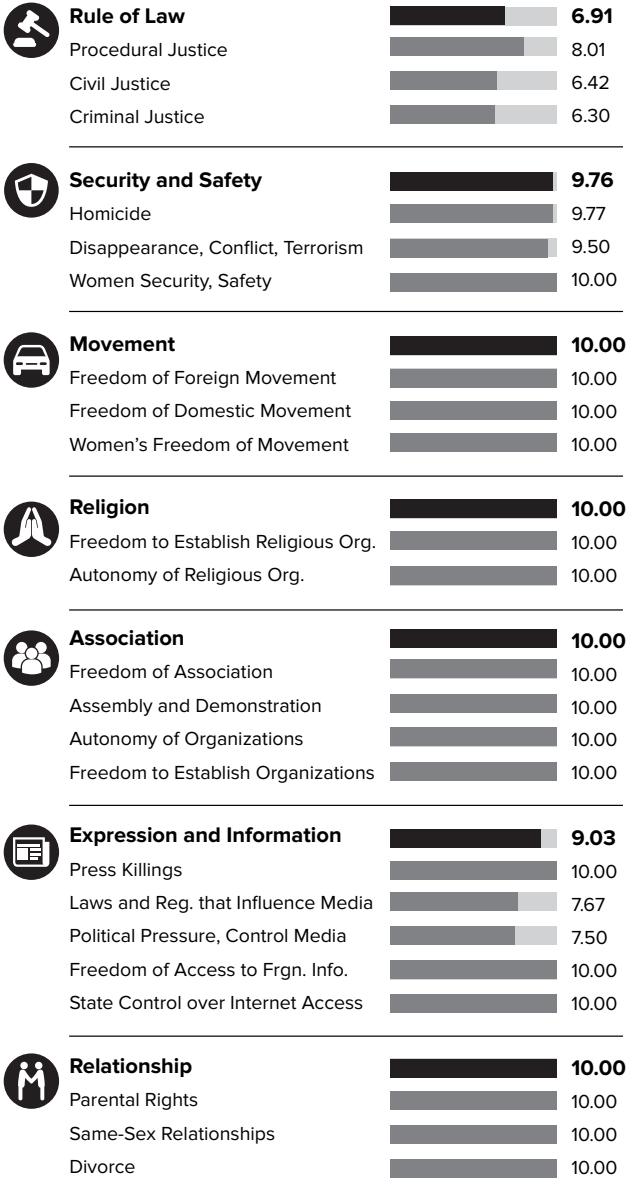 Rule of Law 6.91
Procedural Justice 8.01
Civil Justice 6.42
Criminal Justice 6.30
Security and Safety 9.76
Homicide 9.77
Disappearance, Conflict, Terrorism 9.50
Women Security, Safety 10.00
Movement 10.00
Freedom of Foreign Movement 10.00
Freedom of Domestic Movement 10.00
Women's Freedom of Movement 10.00
Religion 10.00
Freedom to Establish Religious Org. 10.00
Autonomy of Religious Org. 10.00
Association 10.00
Freedom of Association 10.00
Assembly and Demonstration 10.00
Autonomy of Organizations 10.00
Freedom to Establish Organizations 10.00
Expression and Information 9.03
Press Killings 10.00
Laws and Reg. that Influence Media 7.67
Political Pressure, Control Media 7.50
Freedom of Access to Frgn. Info. 10.00
State Control over Internet Access 10.00
Relationship 10.00
Parental Rights 10.00
Same-Sex Relationships 10.00
Divorce 10.00